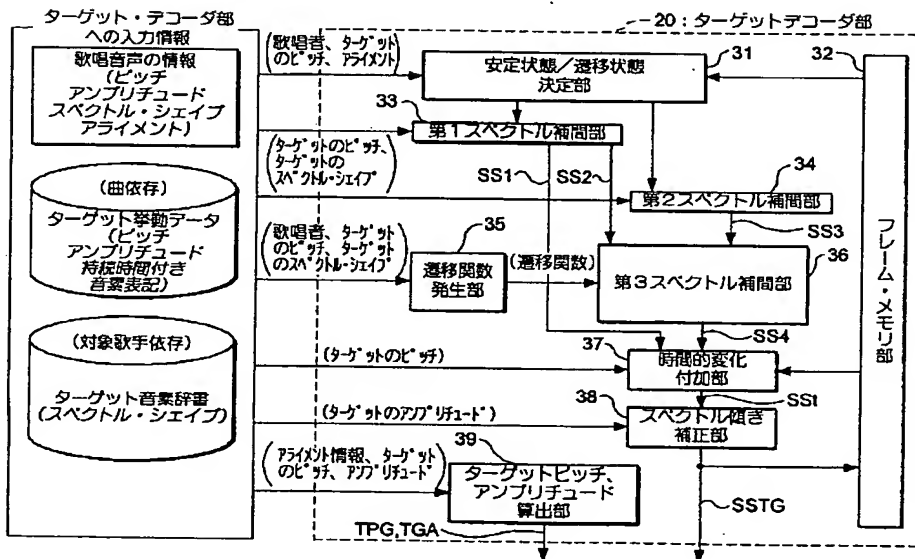 ターゲット・デコーダ部
への入力情報
歌唱音声の情報
(ピッチ
アンプリチュード
スペクトル・シェイプ
アライメント)
(曲依存)
ターゲット挙動データ
(ピッチ
アンプリチュード
持続時間付き
音素表記)
(対象歌手依存)
ターゲット音素辞書
(スペクトル・シェイプ)
20:ターゲットデコーダ部
(歌唱者、ターゲット
のピッチ、アライメント)
31
安定状態/遷移状態
決定部
32
フレーム・メモリ部
33
第1スペクトル補間部
(ターゲットのピッチ、
ターゲットの
スペクトル・シェイプ)
SS1
SS2
34
第2スペクトル補間部
SS3
(歌唱者、ターゲット
のピッチ、ターゲット
のスペクトル・シェイプ)
35
遷移関数
発生部
(遷移関数)
36
第3スペクトル補間部
SS4
(ターゲットのピッチ)
37
時間的変化
付加部
SSt
(ターゲットのアンプリチュード)
38
スペクトル傾き
補正部
(アライメント情報、ターゲット
のピッチ、アンプリチュード)
39
ターゲットピッチ、
アンプリチュード
算出部
SSTG
TPG,TGA